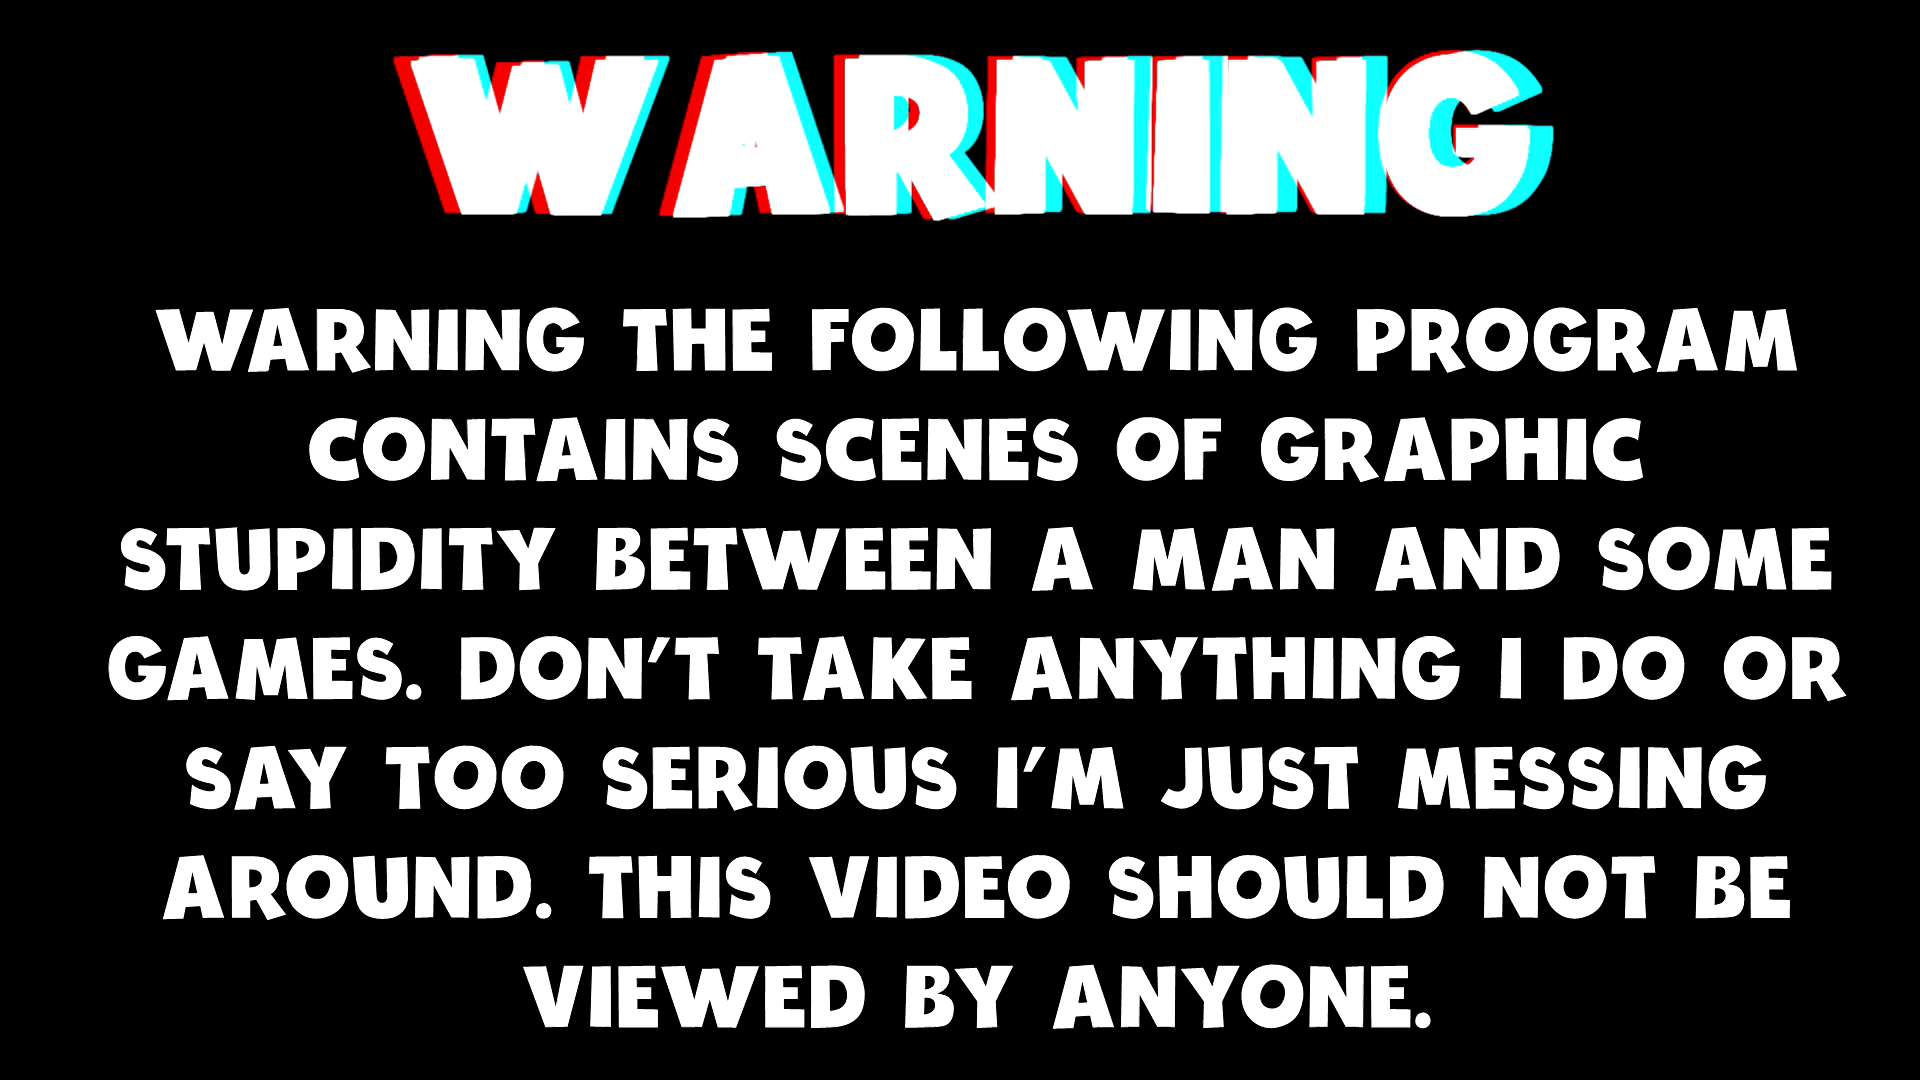 WARNING
WARNING THE FOLLOWING PROGRAM
CONTAINS SCENES OF GRAPHIC
STUPIDITY BETWEEN A MAN AND SOME
GAMES. DON'T TAKE ANYTHING I DO OR
SAY TOO SERIOUS I'M JUST MESSING
AROUND. THIS VIDEO SHOULD NOT BE
VIEWED BY ANYONE.